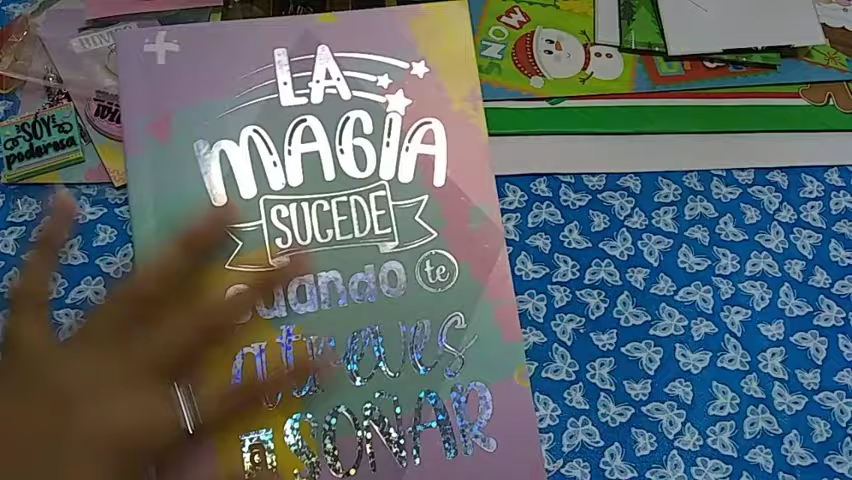 LA
MAGIA
SUCEDE
cuando te
atreves
a SOÑAR
SOY
poderosa
SNOW